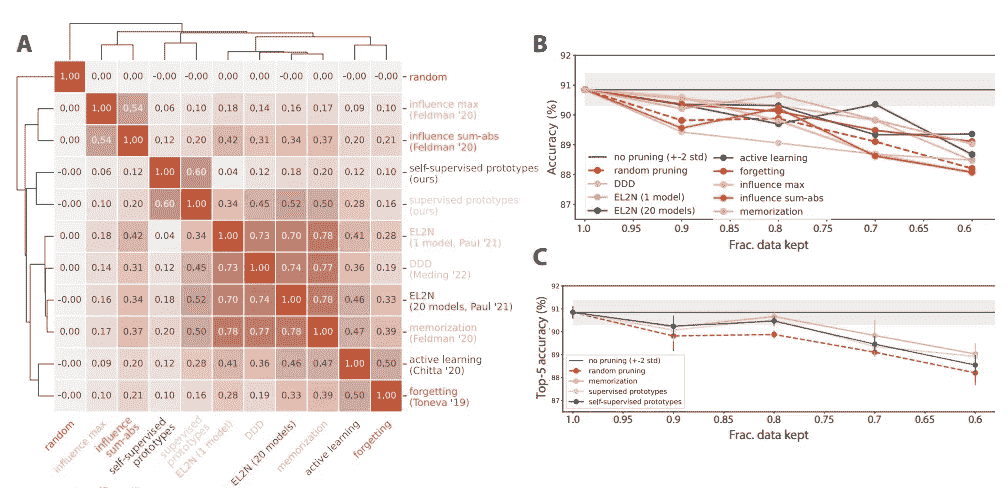 A
1,00 0,00 0,00 -0,00 -0,00 0,00 0,00 -0,00 0,00 -0,00 -0,00 random
0,00 1,00 0,54 0,06 0,10 0,18 0,14 0,16 0,17 0,09 0,10 influence max
(Feldman '20)
0,00 0,54 1.00 0,12 0.20 0.42 0,31 0,34 0,37 0.20 0.21 influence sum-abs
(Feldman '20)
-0.00 0.06 0.12 1.00 0.60 0.04 0.12 0.18 0.20 0.12 0.10 self-supervised prototypes
(ours)
-0.00 0.10 0.20 0.60 1.00 0.34 0.45 0.52 0.50 0.28 0.16 supervised prototypes
(ours)
0.00 0.18 0.42 0.04 0.34 1.00 0.73 0.70 0.78 0.41 0.28 EL2N
(1 model, Paul '21)
0.00 0.14 0.31 0.12 0.45 0.73 1.00 0.74 0.77 0.36 0.19 DDD
(Meding '22)
-0.00 0.16 0.34 0.18 0.52 0.70 0.74 1.00 0.78 0.46 0.33 EL2N
(20 models, Paul '21)
0.00 0.17 0.37 0.20 0.50 0.78 0.77 0.78 1.00 0.47 0.39 memorization
(Feldman '20)
-0.00 0.09 0.20 0.12 0.28 0.41 0.36 0.46 0.47 1.00 0.50 active learning
(Chitta '20)
-0.00 0.10 0.21 0.10 0.16 0.28 0.19 0.33 0.39 0.50 1.00 forgetting
(Toneva '19)
random
influence max
influence
sum-abs
self-supervised
prototypes
supervised
prototypes
EL2N (1 model)
DDD
EL2N (20 models)
memorization
active learning
forgetting
B
Accuracy (%)
92
91
90
89
88
87
no pruning (+-2 std)
random pruning
DDD
EL2N (1 model)
EL2N (20 models)
active learning
forgetting
influence max
influence sum-abs
memorization
1.0 0.95 0.9 0.85 0.8 0.75 0.7 0.65 0.6
Frac. data kept
C
Top-5 accuracy (%)
92
91
90
89
88
87
no pruning (+-2 std)
random pruning
memorization
supervised prototypes
self-supervised prototypes
1.0 0.95 0.9 0.85 0.8 0.75 0.7 0.65 0.6
Frac. data kept